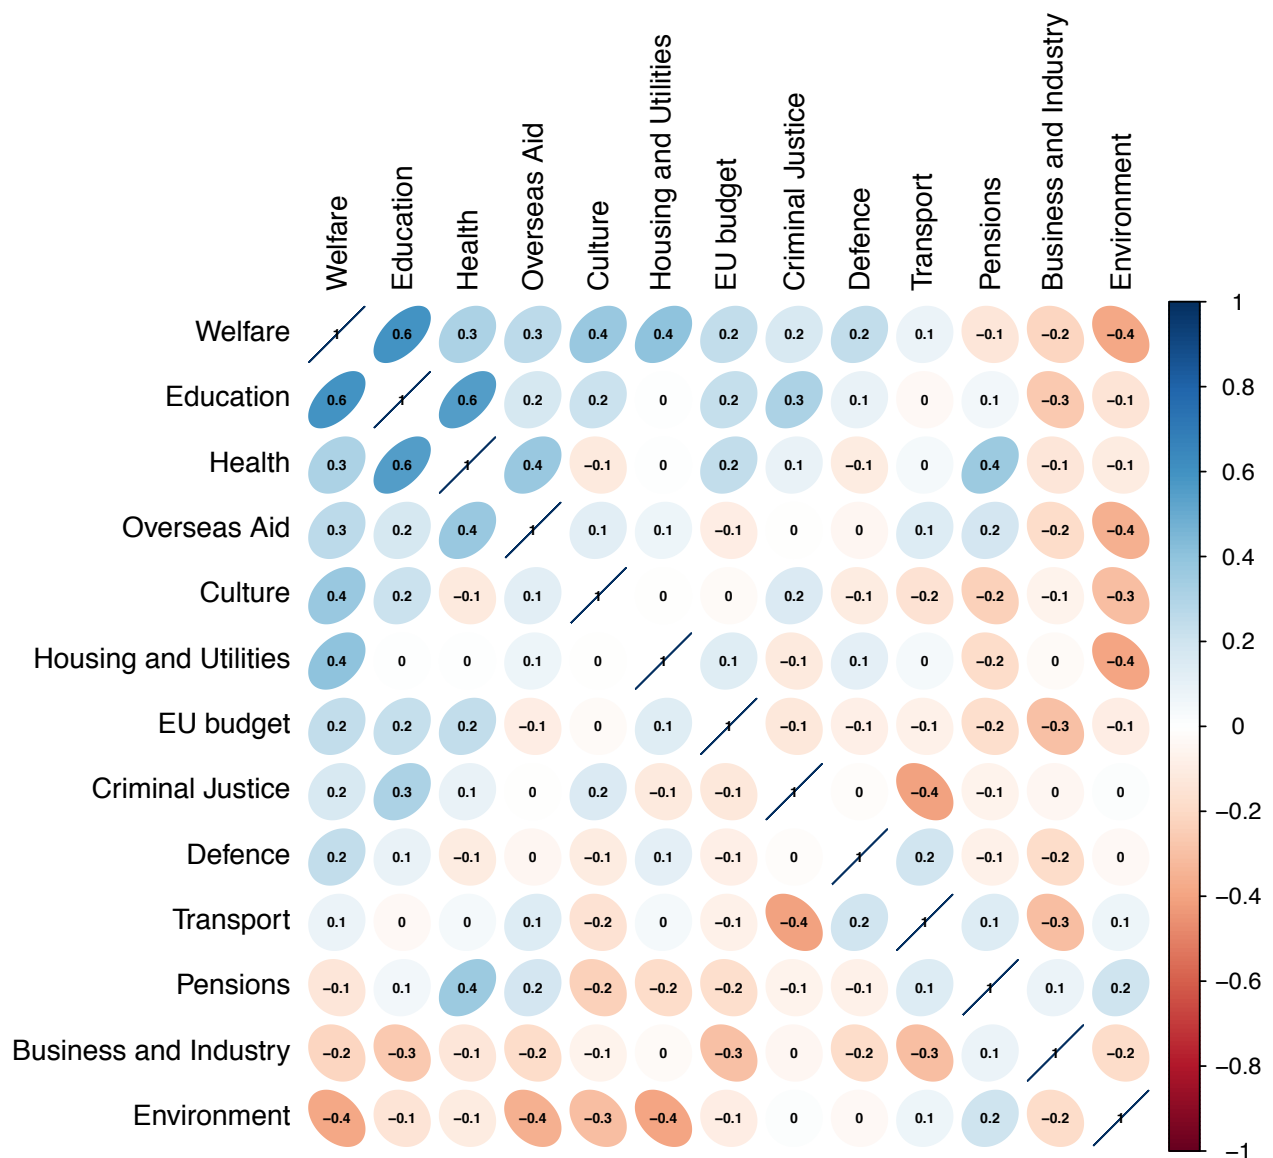 Welfare
Education
Health
Overseas Aid
Culture
Housing and Utilities
EU budget
Criminal Justice
Defence
Transport
Pensions
Business and Industry
Environment
Welfare 1 0.6 0.3 0.3 0.4 0.4 0.2 0.2 0.2 0.1 −0.1 −0.2 −0.4
Education 0.6 1 0.6 0.2 0.2 0 0.2 0.3 0.1 0 0.1 −0.3 −0.1
Health 0.3 0.6 1 0.4 −0.1 0 0.2 0.1 −0.1 0 0.4 −0.1 −0.1
Overseas Aid 0.3 0.2 0.4 1 0.1 0.1 −0.1 0 0 0.1 0.2 −0.2 −0.4
Culture 0.4 0.2 −0.1 0.1 1 0 0 0.2 −0.1 −0.2 −0.2 −0.1 −0.3
Housing and Utilities 0.4 0 0 0.1 0 1 0.1 −0.1 0.1 0 −0.2 0 −0.4
EU budget 0.2 0.2 0.2 −0.1 0 0.1 1 −0.1 −0.1 −0.1 −0.2 −0.3 −0.1
Criminal Justice 0.2 0.3 0.1 0 0.2 −0.1 −0.1 1 0 −0.4 −0.1 0 0
Defence 0.2 0.1 −0.1 0 −0.1 0.1 −0.1 0 1 0.2 −0.1 −0.2 0
Transport 0.1 0 0 0.1 −0.2 0 −0.1 −0.4 0.2 1 0.1 −0.3 0.1
Pensions −0.1 0.1 0.4 0.2 −0.2 −0.2 −0.2 −0.1 −0.1 0.1 1 0.1 0.2
Business and Industry −0.2 −0.3 −0.1 −0.2 −0.1 0 −0.3 0 −0.2 −0.3 0.1 1 −0.2
Environment −0.4 −0.1 −0.1 −0.4 −0.3 −0.4 −0.1 0 0 0.1 0.2 −0.2 1
1
0.8
0.6
0.4
0.2
0
−0.2
−0.4
−0.6
−0.8
−1